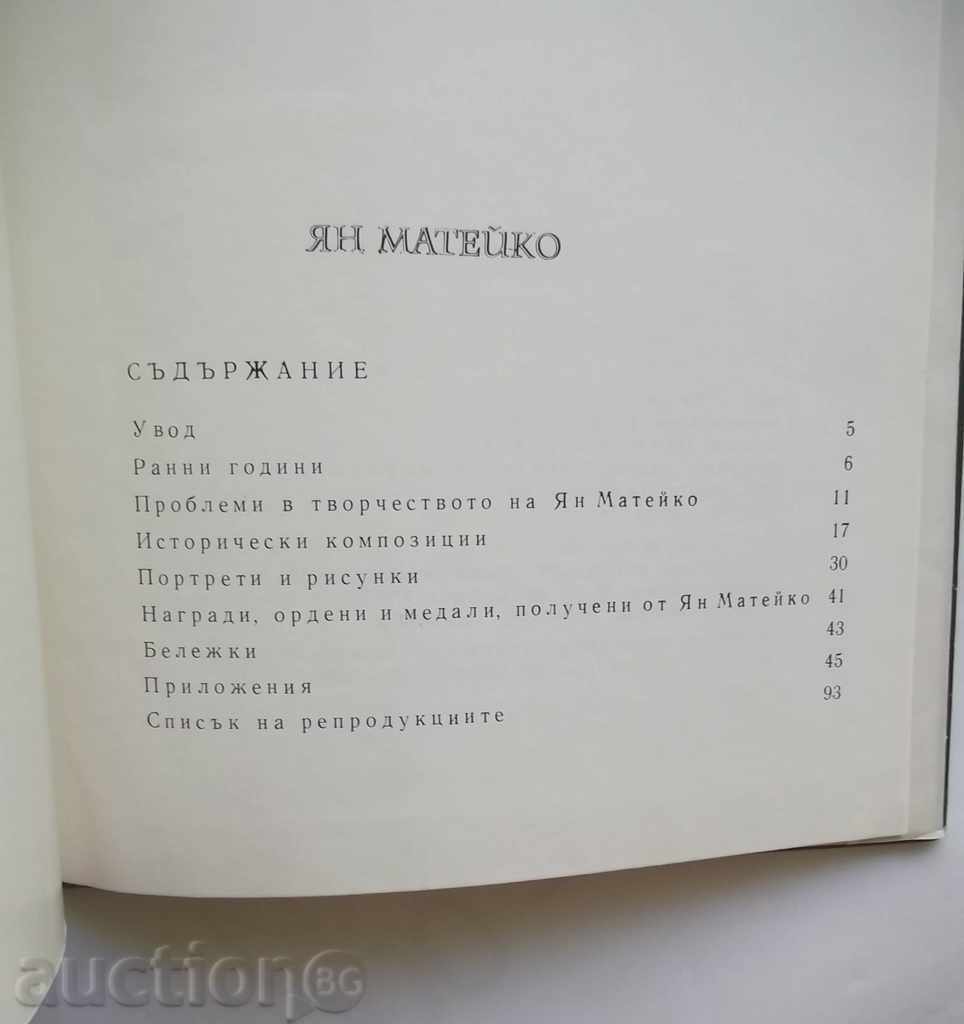 ЯН МАТЕЙКО
СЪДЪРЖАНИЕ
Увод 5
Ранни години 6
Проблеми в творчеството на Ян Матейко 11
Исторически композиции 17
Портрети и рисунки 30
Награди, ордени и медали, получени от Ян Матейко 41
Бележки 43
Приложения 45
Списък на репродукциите 93
auction BG